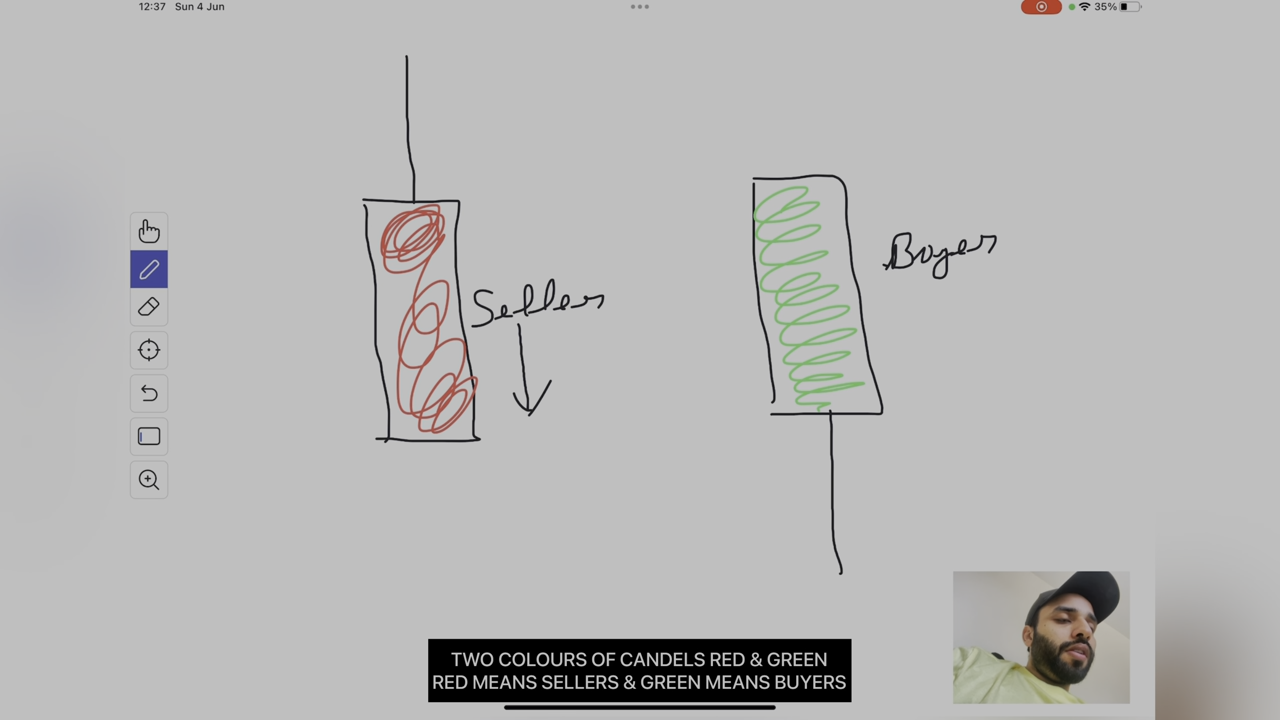 12:37 Sun 4 Jun
35%
Sellers
Buyers
TWO COLOURS OF CANDELS RED & GREEN
RED MEANS SELLERS & GREEN MEANS BUYERS